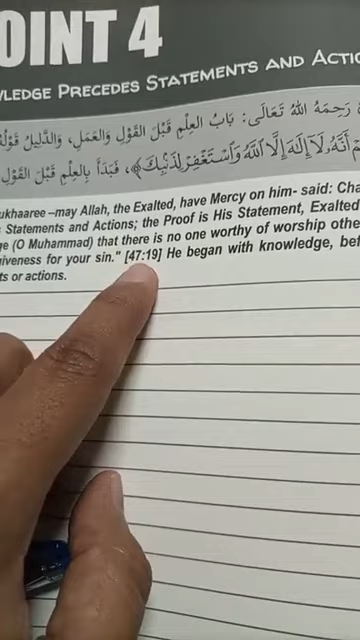 OINT 4
WLEDGE PRECEDES STATEMENTS AND ACTIO
رَحِمَهُ اللهُ تَعَالَى: بَابُ العِلْمِ قَبْلَ القَوْلِ وَالعَمَلِ، وَالدَّلِيلُ قَوْلُهُ
أَنَّهُ لَآ إِلَـٰهَ إِلَّا ٱللَّهُ وَٱسْتَغْفِرْ لِذَنۢبِكَ﴾، فَبَدَأَ بِالعِلْمِ قَبْلَ القَوْلِ
ukhaaree –may Allah, the Exalted, have Mercy on him- said: Cha
Statements and Actions; the Proof is His Statement, Exalted
ge (O Muhammad) that there is no one worthy of worship othe
giveness for your sin." [47:19] He began with knowledge, bef
ts or actions.